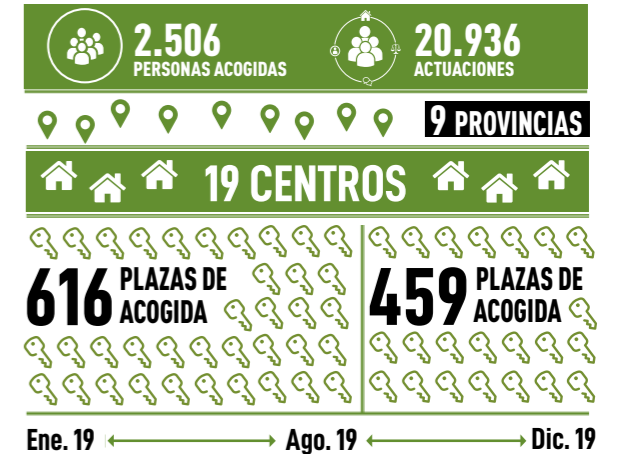 2.506
PERSONAS ACOGIDAS
20.936
ACTUACIONES
9 PROVINCIAS
19 CENTROS
616 PLAZAS DE
ACOGIDA
459 PLAZAS DE
ACOGIDA
Ene. 19
Ago. 19
Dic. 19